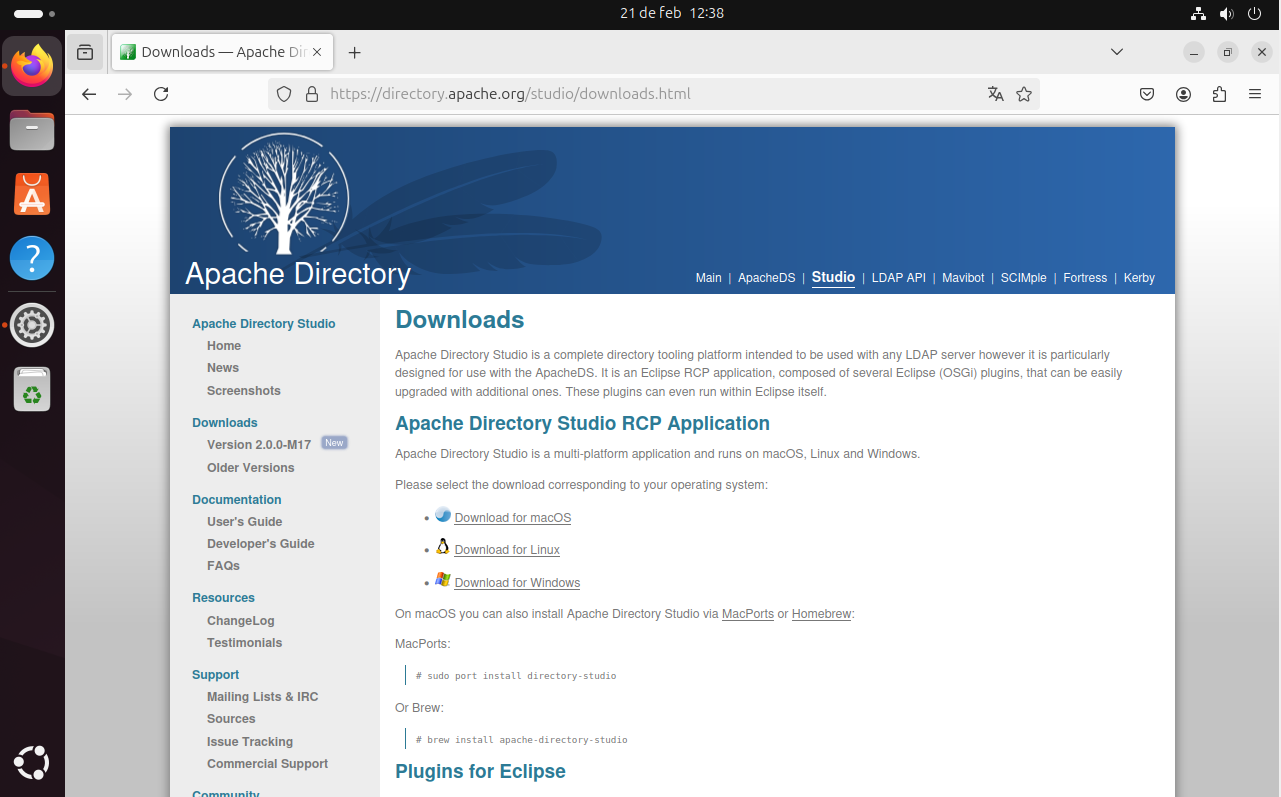 21 de feb 12:38
Downloads — Apache Dir
https://directory.apache.org/studio/downloads.html
Apache Directory
Main | ApacheDS | Studio | LDAP API | Mavibot | SCIMple | Fortress | Kerby
Apache Directory Studio
Home
News
Screenshots
Downloads
Version 2.0.0-M17 New
Older Versions
Documentation
User's Guide
Developer's Guide
FAQs
Resources
ChangeLog
Testimonials
Support
Mailing Lists & IRC
Sources
Issue Tracking
Commercial Support
Community
Downloads
Apache Directory Studio is a complete directory tooling platform intended to be used with any LDAP server however it is particularly
designed for use with the ApacheDS. It is an Eclipse RCP application, composed of several Eclipse (OSGi) plugins, that can be easily
upgraded with additional ones. These plugins can even run within Eclipse itself.
Apache Directory Studio RCP Application
Apache Directory Studio is a multi-platform application and runs on macOS, Linux and Windows.
Please select the download corresponding to your operating system:
• Download for macOS
• Download for Linux
• Download for Windows
On macOS you can also install Apache Directory Studio via MacPorts or Homebrew:
MacPorts:
# sudo port install directory-studio
Or Brew:
# brew install apache-directory-studio
Plugins for Eclipse